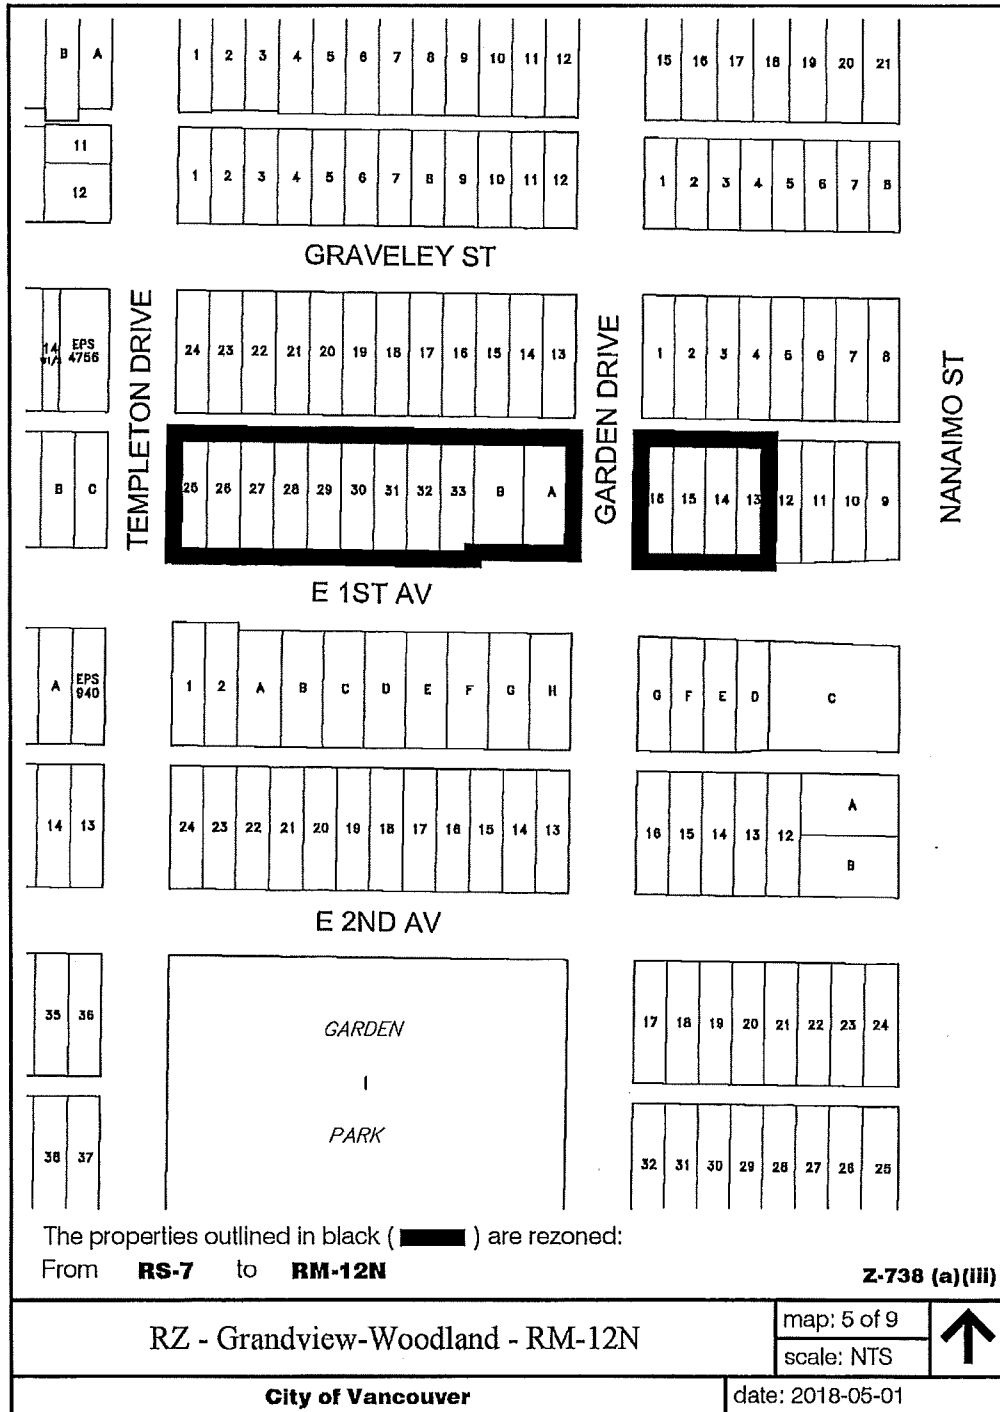 B A 1 2 3 4 5 6 7 8 9 10 11 12 15 16 17 18 19 20 21
11
12
1 2 3 4 5 6 7 8 9 10 11 12 1 2 3 4 5 6 7 8
GRAVELEY ST
14 EPS 4756 24 23 22 21 20 19 18 17 16 15 14 13 1 2 3 4 5 6 7 8
TEMPLETON DRIVE
GARDEN DRIVE
NANAIMO ST
B C 25 26 27 28 29 30 31 32 33 B A 16 15 14 13 12 11 10 9
E 1ST AV
A EPS 940 1 2 A B C D E F G H G F E D C
14 13 24 23 22 21 20 19 18 17 16 15 14 13 16 15 14 13 12 A
B
E 2ND AV
35 36 17 18 19 20 21 22 23 24
GARDEN
PARK
38 37 32 31 30 29 28 27 26 25
The properties outlined in black ( ) are rezoned:
From RS-7 to RM-12N
Z-738 (a)(iii)
RZ - Grandview-Woodland - RM-12N
map: 5 of 9
scale: NTS
City of Vancouver
date: 2018-05-01